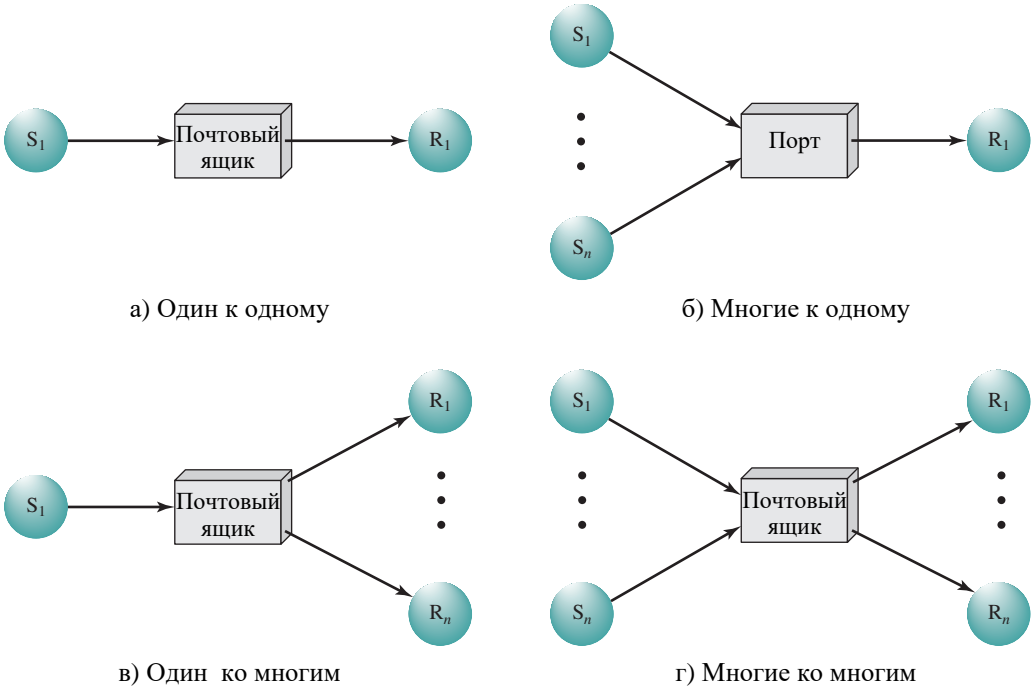 S₁
Почтовый
ящик
R₁
а) Один к одному
S₁
Sₙ
Порт
R₁
б) Многие к одному
S₁
Почтовый
ящик
R₁
Rₙ
в) Один ко многим
S₁
Sₙ
Почтовый
ящик
R₁
Rₙ
г) Многие ко многим